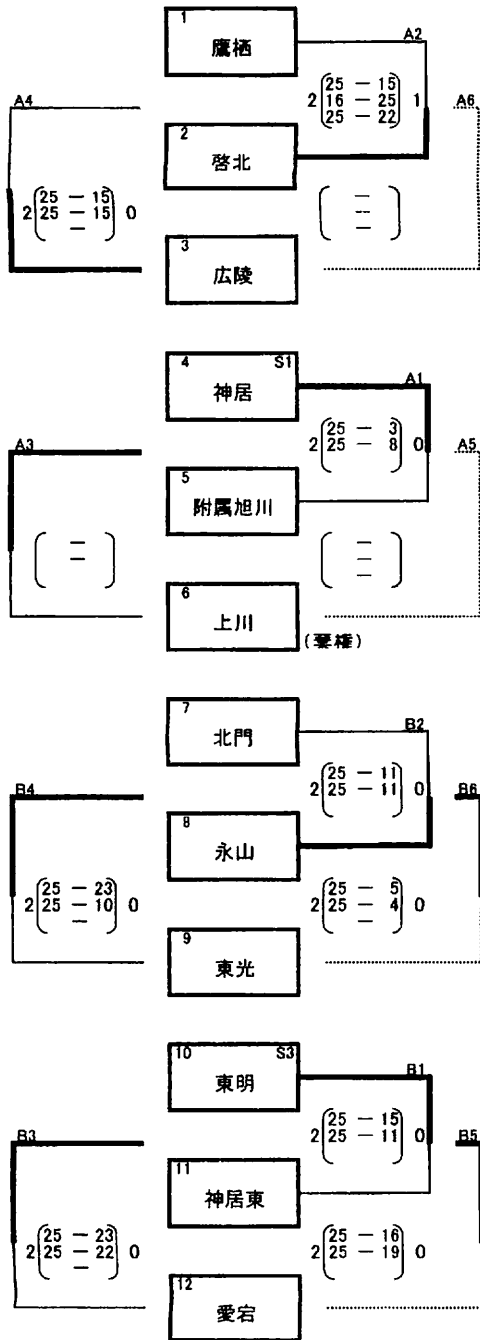 1
鷹栖
A2
A4
A6
2 25 － 15 1
16 － 25
25 － 22
2
啓北
2 25 － 15 0
25 － 15
－
－
--
－
3
広陵
4 S1
神居
A1
A3
A5
2 25 － 3 0
25 － 8
5
附属旭川
－
－
－
－
－
6
上川
7
北門
B2
B4
B6
2 25 － 11 0
25 － 11
8
永山
2 25 － 23 0
25 － 10
－
2 25 － 5 0
25 － 4
－
9
東光
10 S3
東明
B1
B3
B5
2 25 － 15 0
25 － 11
11
神居東
2 25 － 23 0
25 － 22
－
2 25 － 16 0
25 － 19
12
愛宕